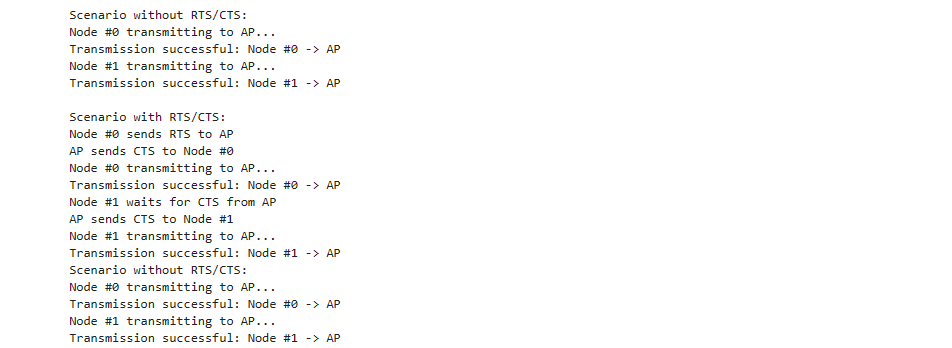 Scenario without RTS/CTS:
Node #0 transmitting to AP...
Transmission successful: Node #0 -> AP
Node #1 transmitting to AP...
Transmission successful: Node #1 -> AP
Scenario with RTS/CTS:
Node #0 sends RTS to AP
AP sends CTS to Node #0
Node #0 transmitting to AP...
Transmission successful: Node #0 -> AP
Node #1 waits for CTS from AP
AP sends CTS to Node #1
Node #1 transmitting to AP...
Transmission successful: Node #1 -> AP
Scenario without RTS/CTS:
Node #0 transmitting to AP...
Transmission successful: Node #0 -> AP
Node #1 transmitting to AP...
Transmission successful: Node #1 -> AP